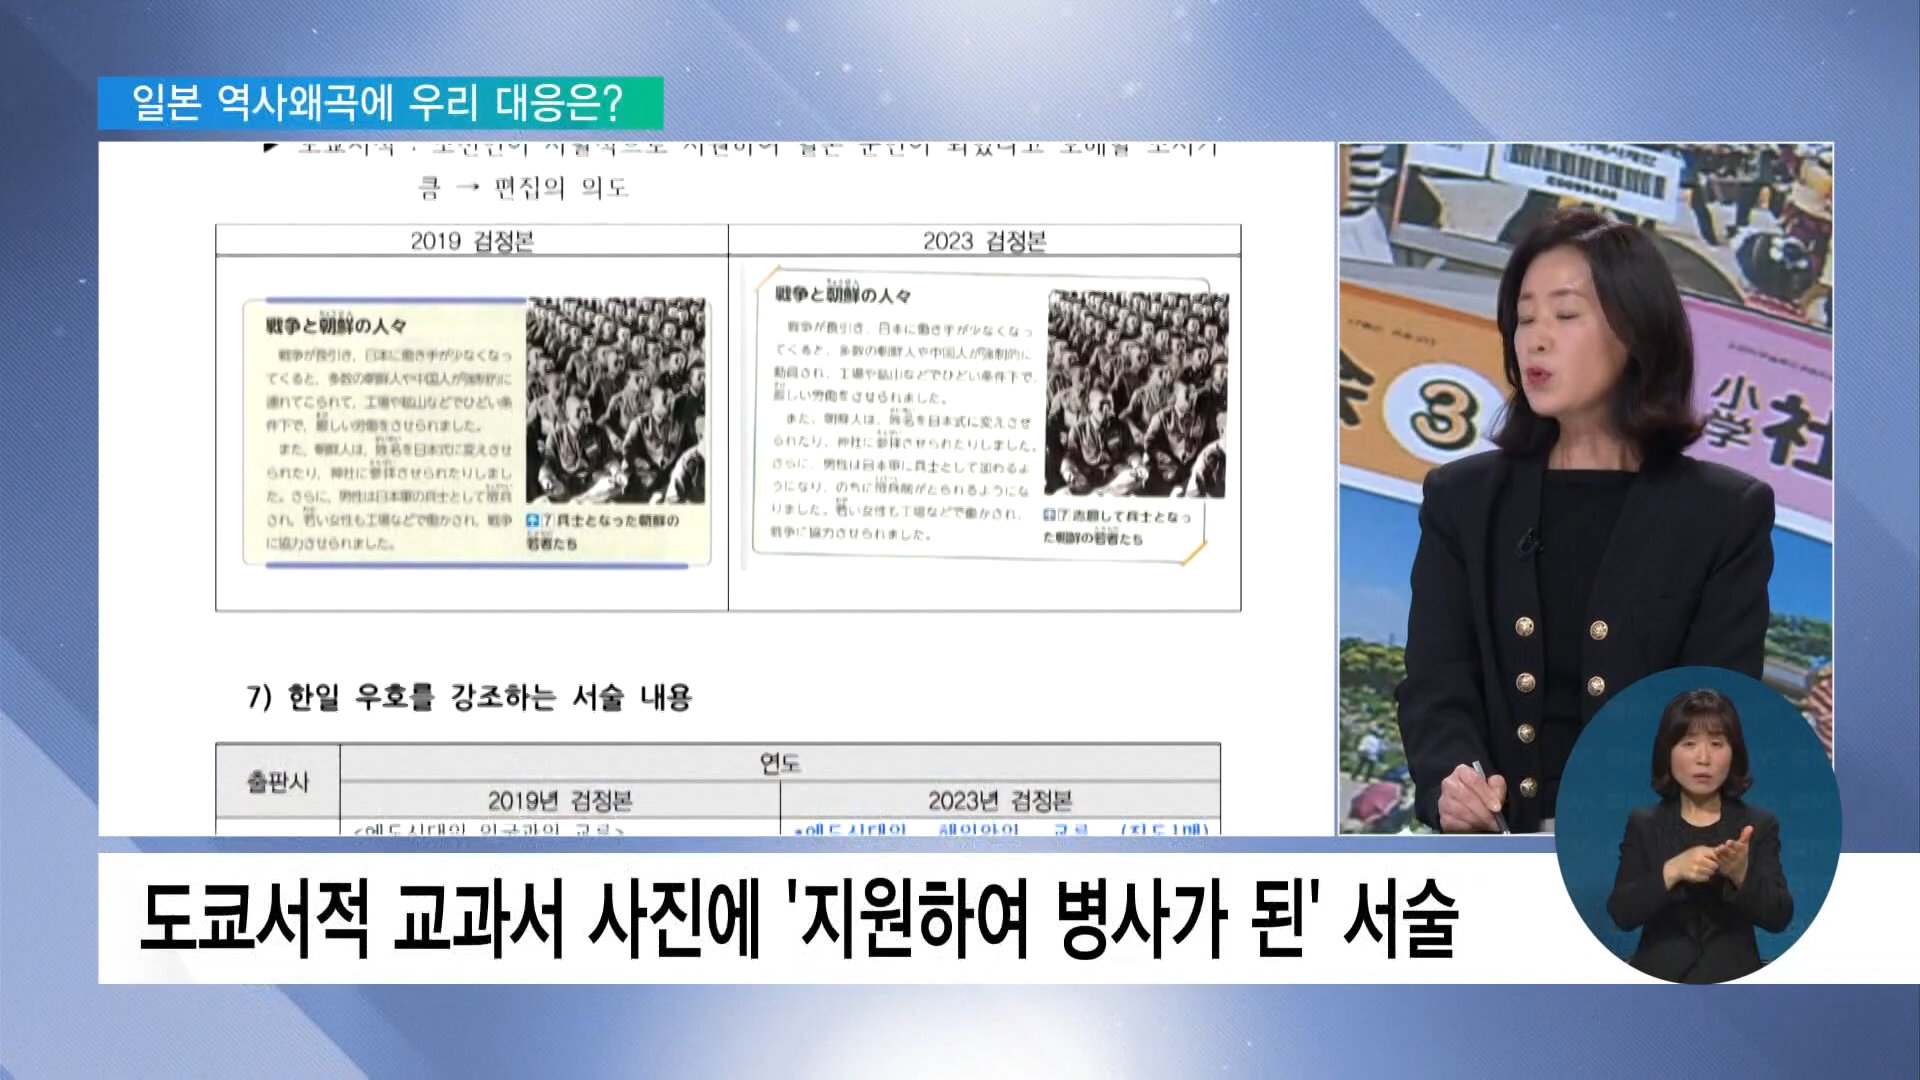 일본 역사왜곡에 우리 대응은?
큼 → 편집의 의도
2019 검정본
2023 검정본
戦争と朝鮮の人々
戦争が長引き、日本に働き手が少なくなっ
てくると、多数の朝鮮人や中国人が強制的に
連れてこられて、工場や鉱山などでひどい条
件下で、厳しい労働をさせられました。
また、朝鮮人は、姓名を日本式に変えさせ
られたり、神社に参拝させられたりしまし
た。さらに、男性は日本軍の兵士として徴兵
され、若い女性も工場などで働かされ、戦争
に協力させられました。
7 兵士となった朝鮮の
若者たち
戦争と朝鮮の人々
戦争が長引き、日本に働き手が少なくなっ
てくると、多数の朝鮮人や中国人が強制的に
動員され、工場や鉱山などでひどい条件下で、
厳しい労働をさせられました。
また、朝鮮人は、姓名を日本式に変えさせ
られたり、神社に参拝させられたりしました。
さらに、男性は日本軍に兵士として加わるよ
うになり、のちに徴兵制がとられるようにな
りました。若い女性も工場などで働かされ、
戦争に協力させられました。
7 志願して兵士となっ
た朝鮮の若者たち
7) 한일 우호를 강조하는 서술 내용
출판사
연도
2019년 검정본
2023년 검정본
3
小学
社
도쿄서적 교과서 사진에 '지원하여 병사가 된' 서술